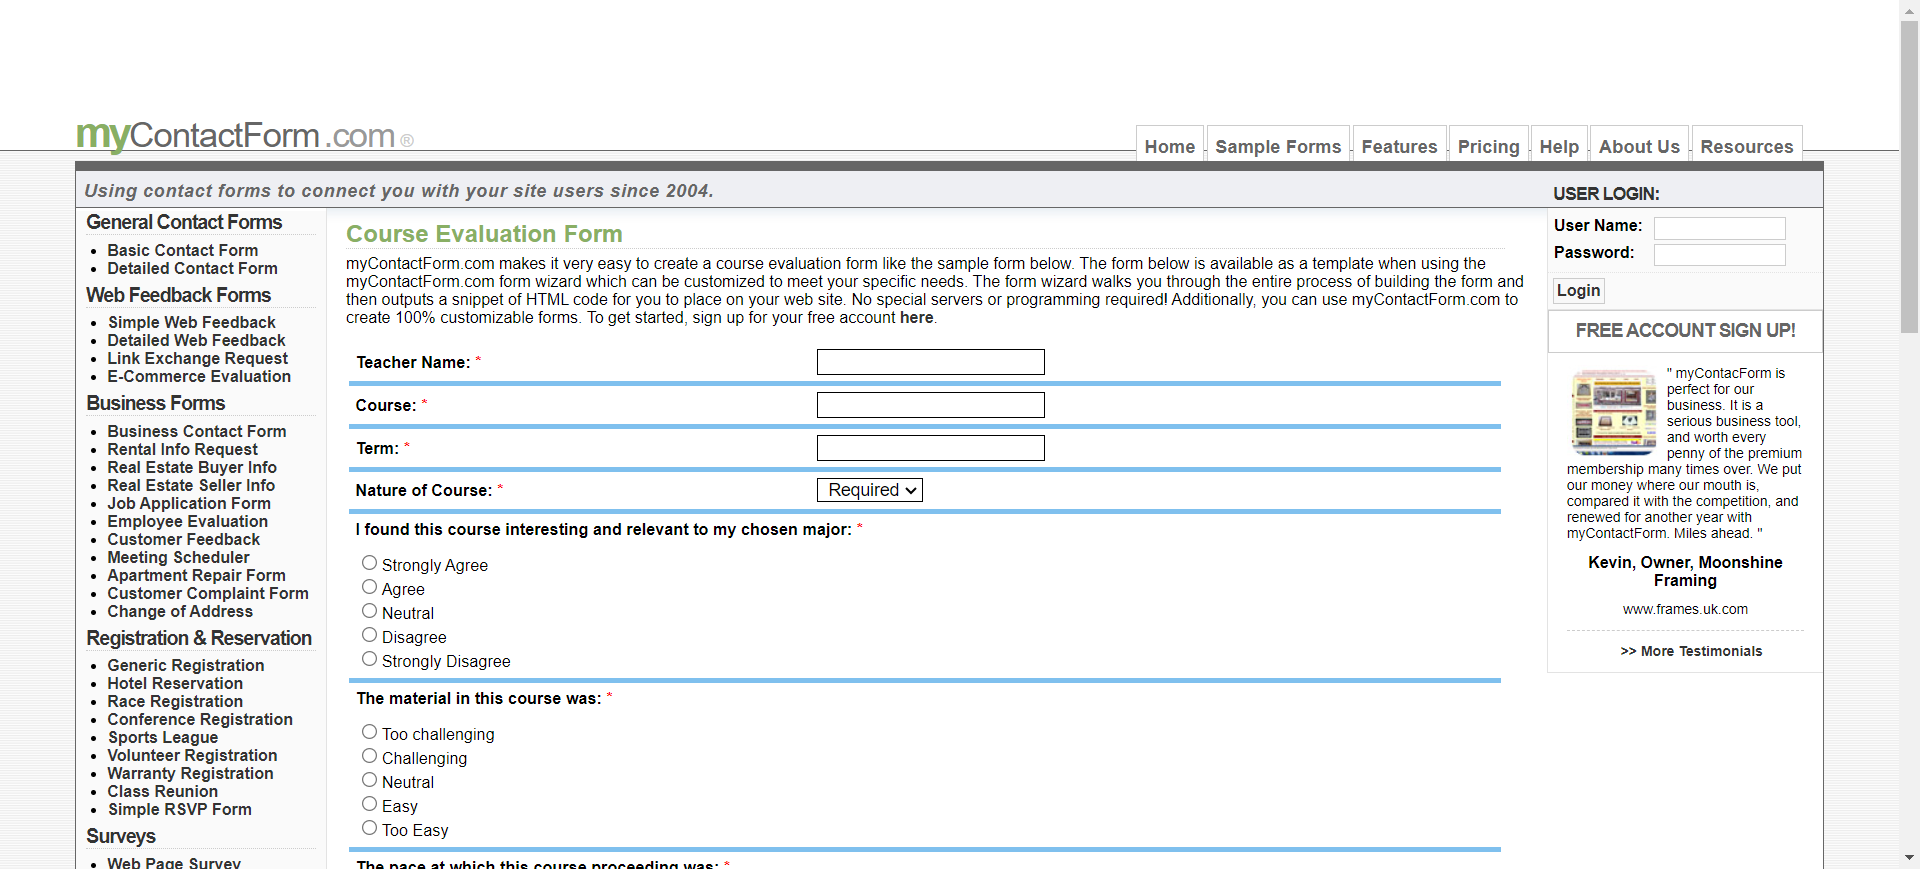 myContactForm.com ®
Home
Sample Forms
Features
Pricing
Help
About Us
Resources
Using contact forms to connect you with your site users since 2004.
USER LOGIN:
General Contact Forms
Basic Contact Form
Detailed Contact Form
Web Feedback Forms
Simple Web Feedback
Detailed Web Feedback
Link Exchange Request
E-Commerce Evaluation
Business Forms
Business Contact Form
Rental Info Request
Real Estate Buyer Info
Real Estate Seller Info
Job Application Form
Employee Evaluation
Customer Feedback
Meeting Scheduler
Apartment Repair Form
Customer Complaint Form
Change of Address
Registration & Reservation
Generic Registration
Hotel Reservation
Race Registration
Conference Registration
Sports League
Volunteer Registration
Warranty Registration
Class Reunion
Simple RSVP Form
Surveys
Web Page Survey
Course Evaluation Form
myContactForm.com makes it very easy to create a course evaluation form like the sample form below. The form below is available as a template when using the
myContactForm.com form wizard which can be customized to meet your specific needs. The form wizard walks you through the entire process of building the form and
then outputs a snippet of HTML code for you to place on your web site. No special servers or programming required! Additionally, you can use myContactForm.com to
create 100% customizable forms. To get started, sign up for your free account here.
Teacher Name: *
Course: *
Term: *
Nature of Course: * Required
I found this course interesting and relevant to my chosen major: *
Strongly Agree
Agree
Neutral
Disagree
Strongly Disagree
The material in this course was: *
Too challenging
Challenging
Neutral
Easy
Too Easy
The pace at which this course proceeding was: *
User Name:
Password:
Login
FREE ACCOUNT SIGN UP!
" myContacForm is
perfect for our
business. It is a
serious business tool,
and worth every
penny of the premium
membership many times over. We put
our money where our mouth is,
compared it with the competition, and
renewed for another year with
myContactForm. Miles ahead. "
Kevin, Owner, Moonshine
Framing
www.frames.uk.com
>> More Testimonials